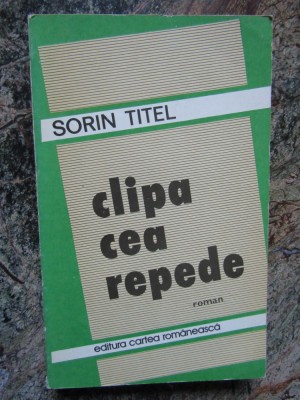 SORIN TITEL
clipa
cea
repede
roman
editura cartea românească